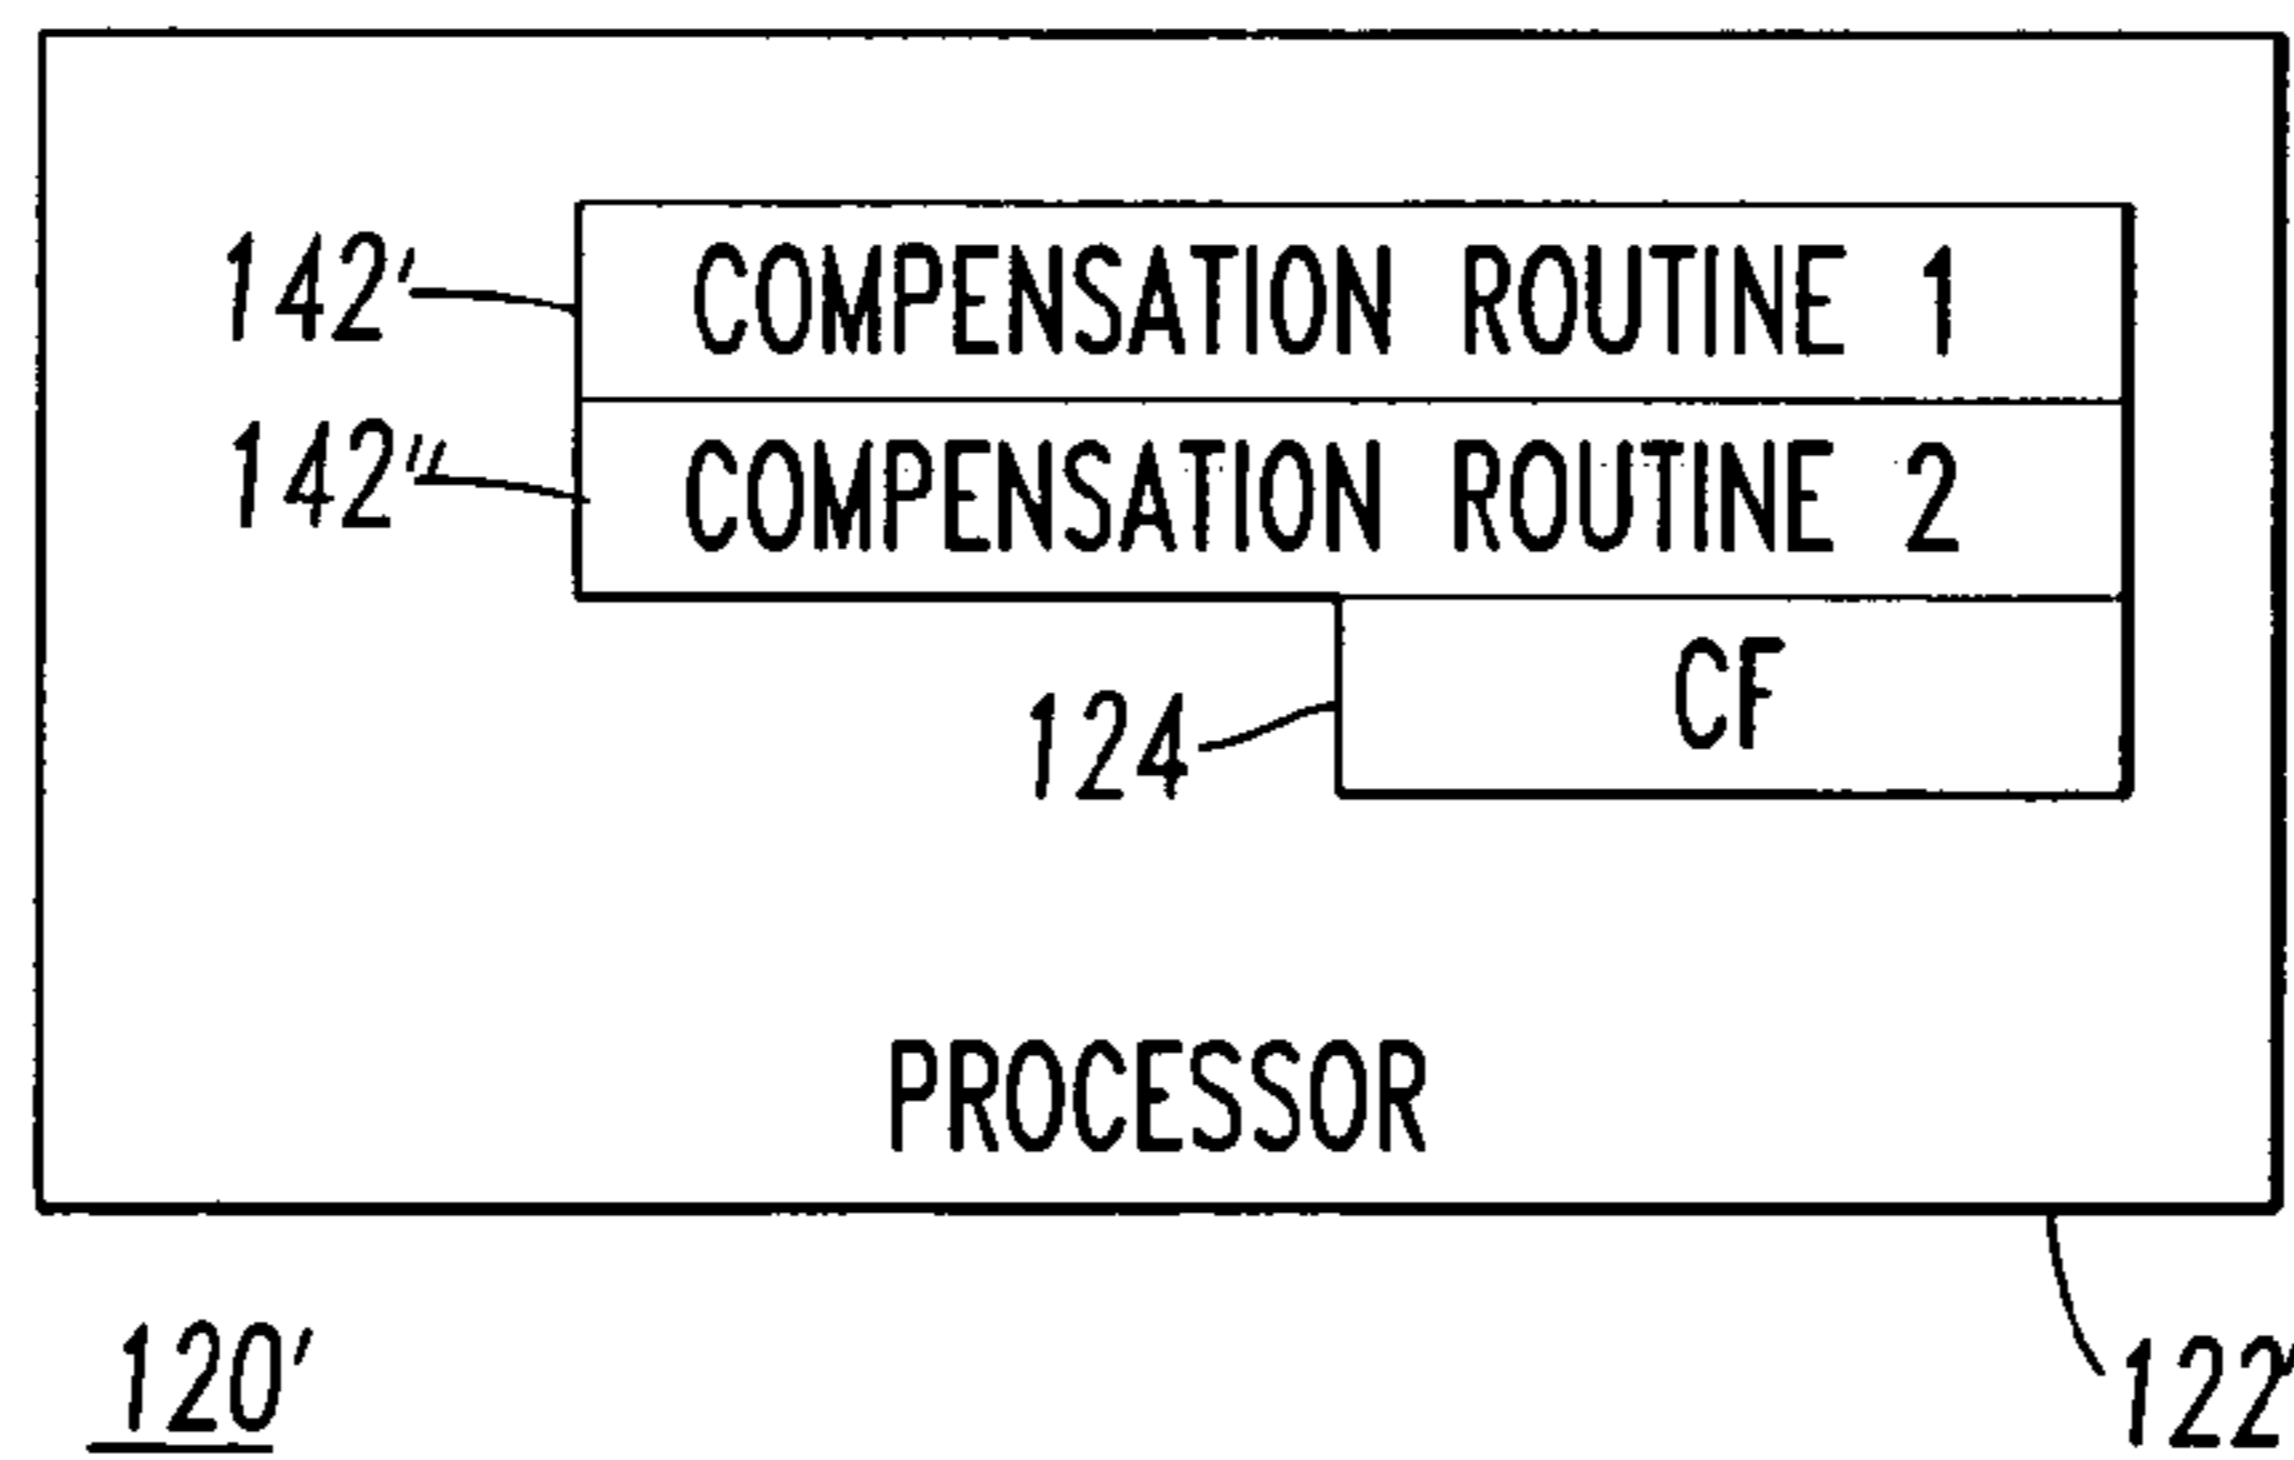 142' COMPENSATION ROUTINE 1
142" COMPENSATION ROUTINE 2
124 CF
PROCESSOR
120'
122'